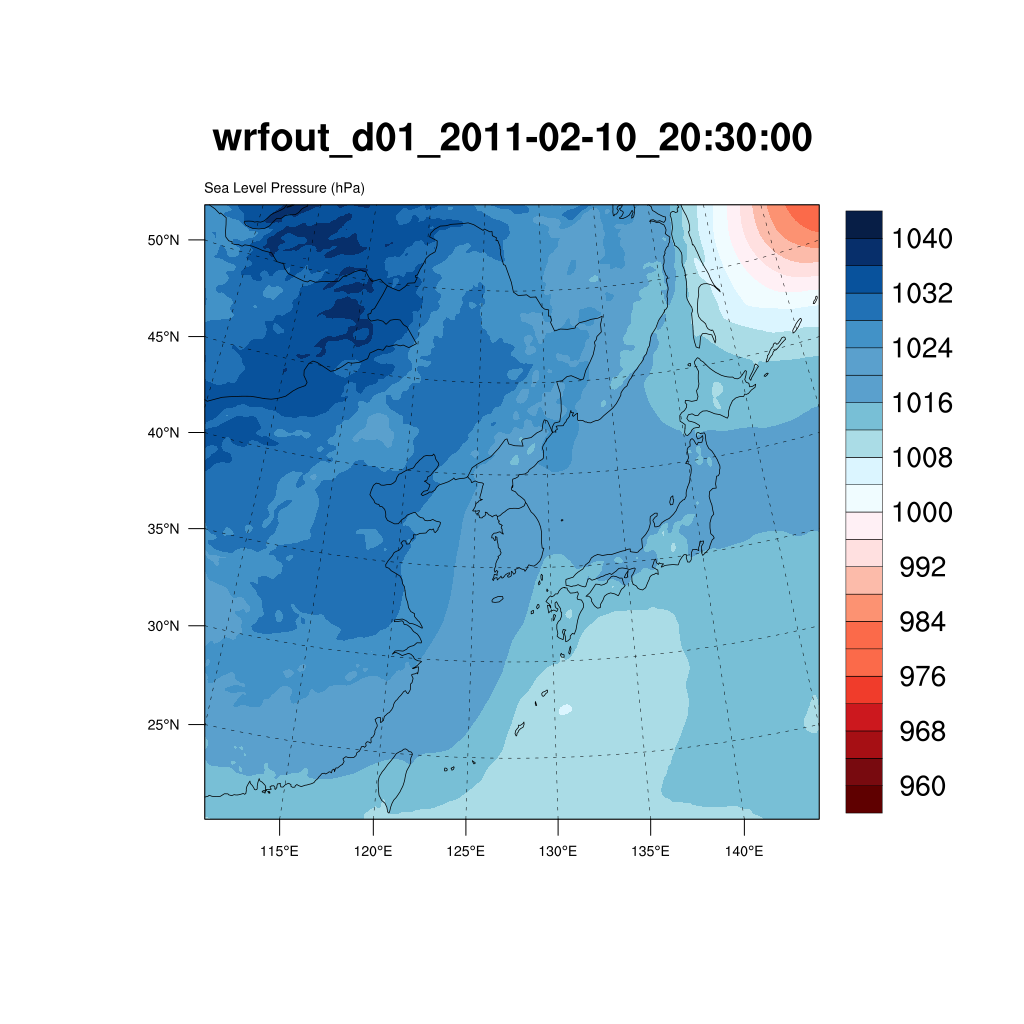 wrfout_d01_2011-02-10_20:30:00
Sea Level Pressure (hPa)
50°N
45°N
40°N
35°N
30°N
25°N
115°E 120°E 125°E 130°E 135°E 140°E
1040
1032
1024
1016
1008
1000
992
984
976
968
960